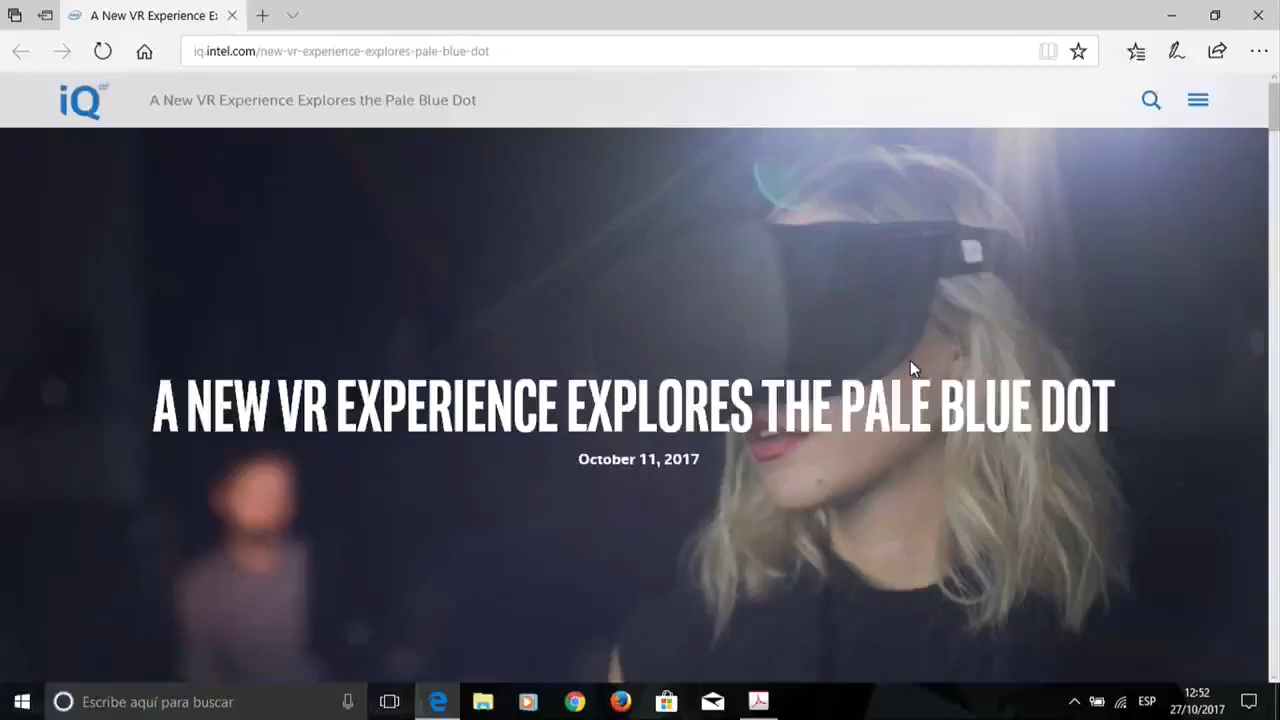 A New VR Experience E
iq.intel.com/new-vr-experience-explores-pale-blue-dot
iQ
A New VR Experience Explores the Pale Blue Dot
A NEW VR EXPERIENCE EXPLORES THE PALE BLUE DOT
October 11, 2017
Escribe aquí para buscar
ESP
12:52
27/10/2017